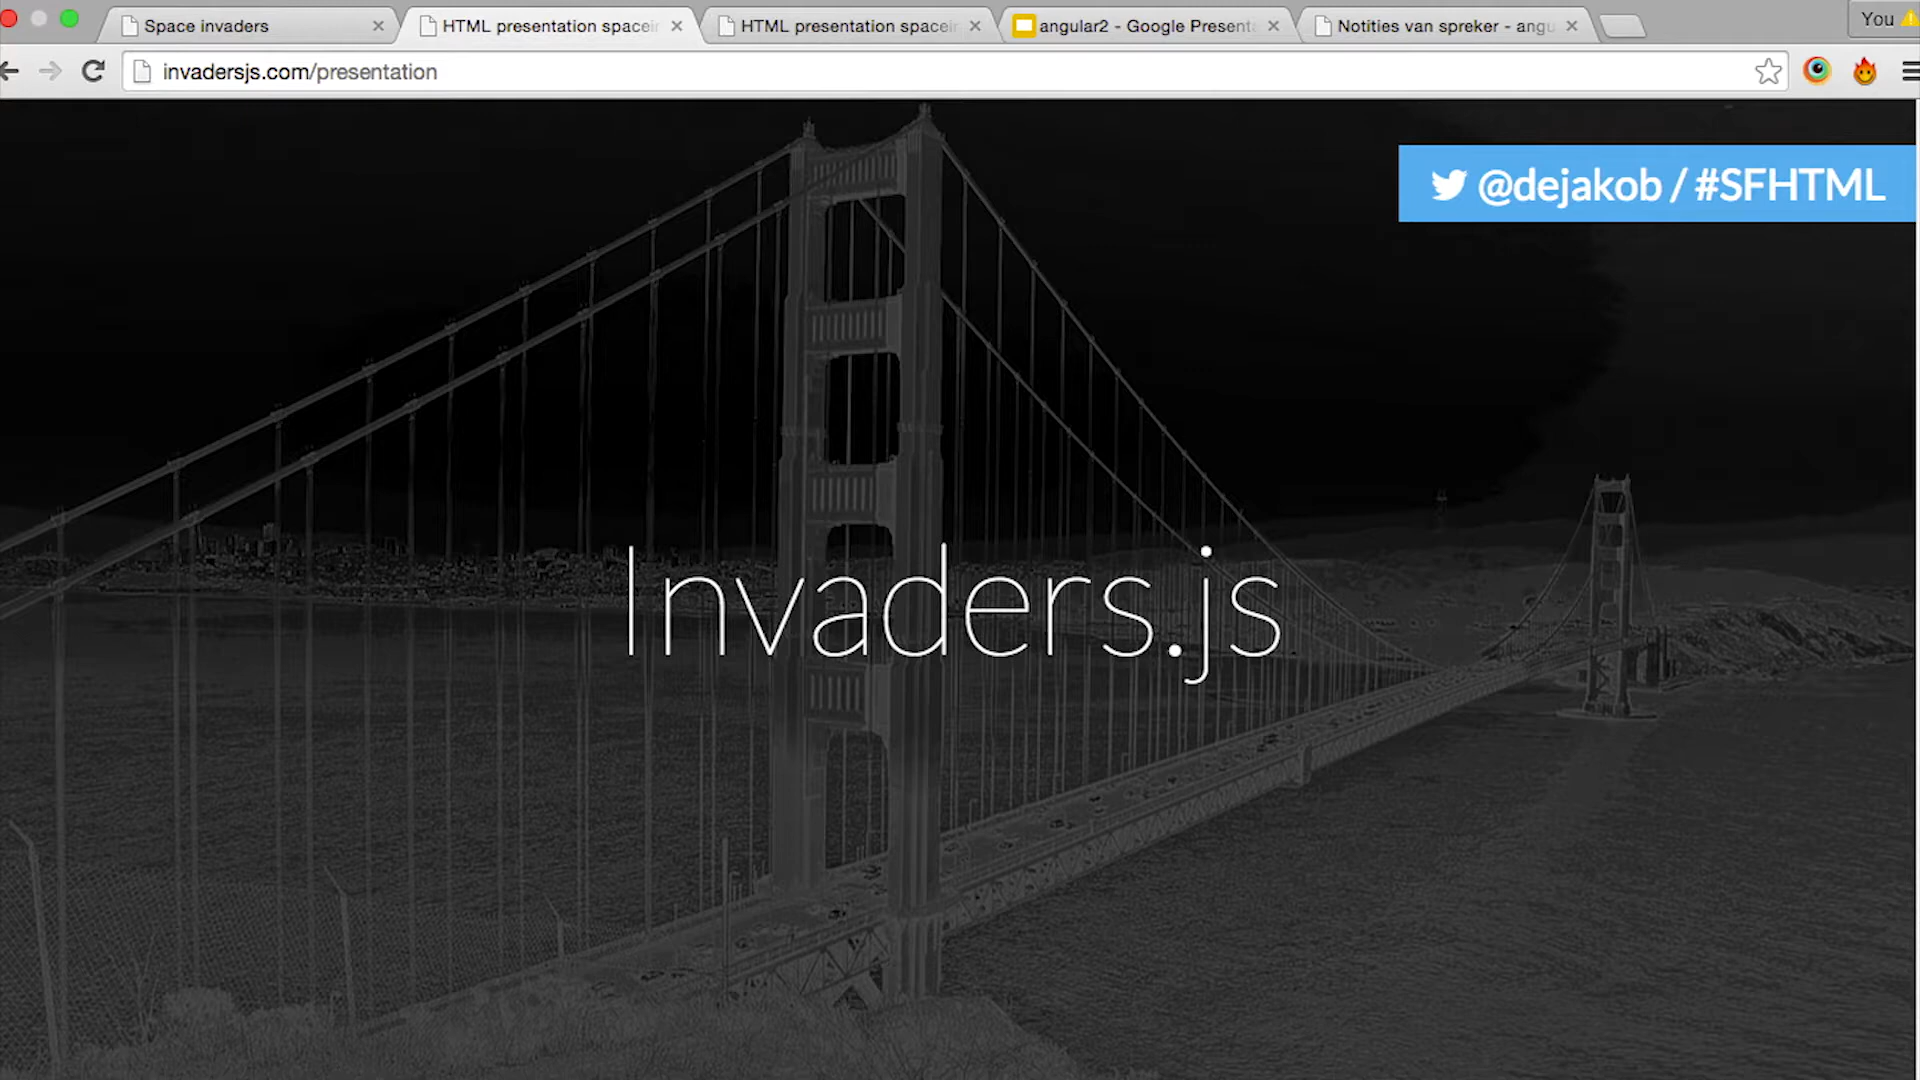 Space invaders
HTML presentation spacein
HTML presentation spacein
angular2 - Google Present
Notities van spreker - angu
You
invadersjs.com/presentation
@dejakob / #SFHTML
Invaders.js